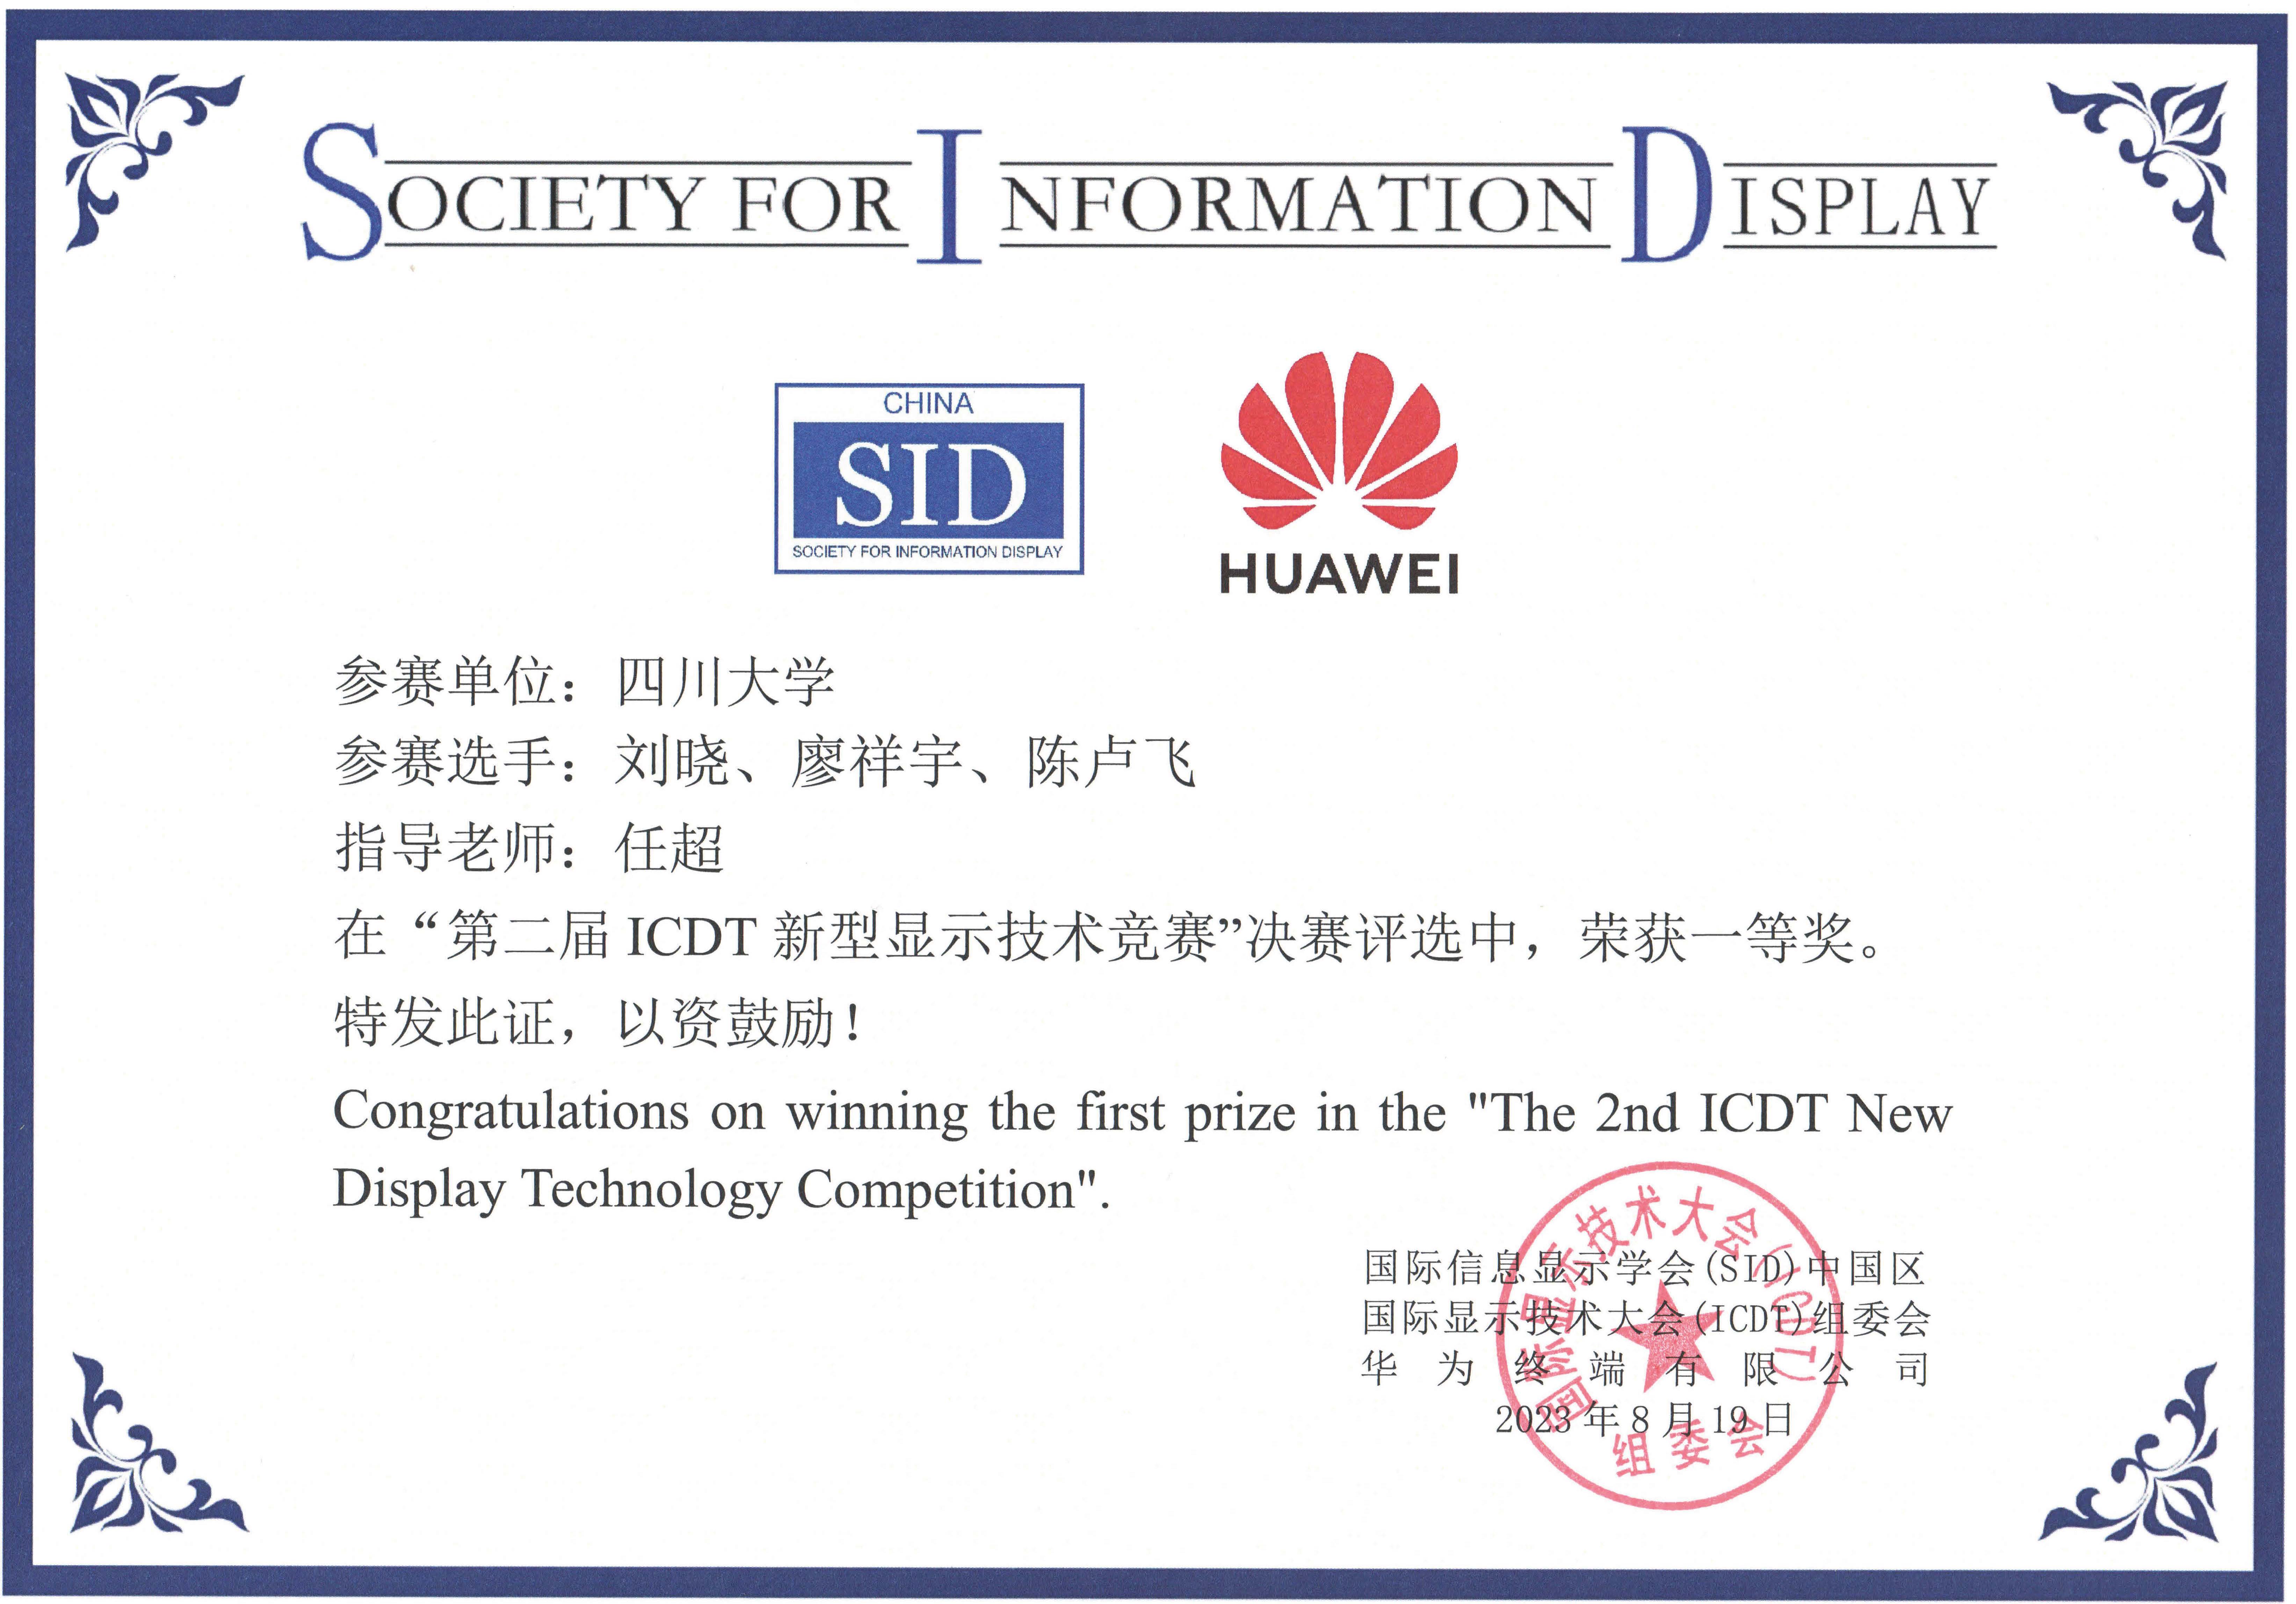 SOCIETY FOR INFORMATION DISPLAY
CHINA
SID
SOCIETY FOR INFORMATION DISPLAY
HUAWEI
参赛单位：四川大学
参赛选手：刘晓、廖祥宇、陈卢飞
指导老师：任超
在“第二届 ICDT 新型显示技术竞赛”决赛评选中，荣获一等奖。
特发此证，以资鼓励！
Congratulations on winning the first prize in the "The 2nd ICDT New
Display Technology Competition".
国际信息显示学会(SID)中国区
国际显示技术大会(ICDT)组委会
华为终端有限公司
2023年8月19日
国际显示技术大会(ICDT)
组委会